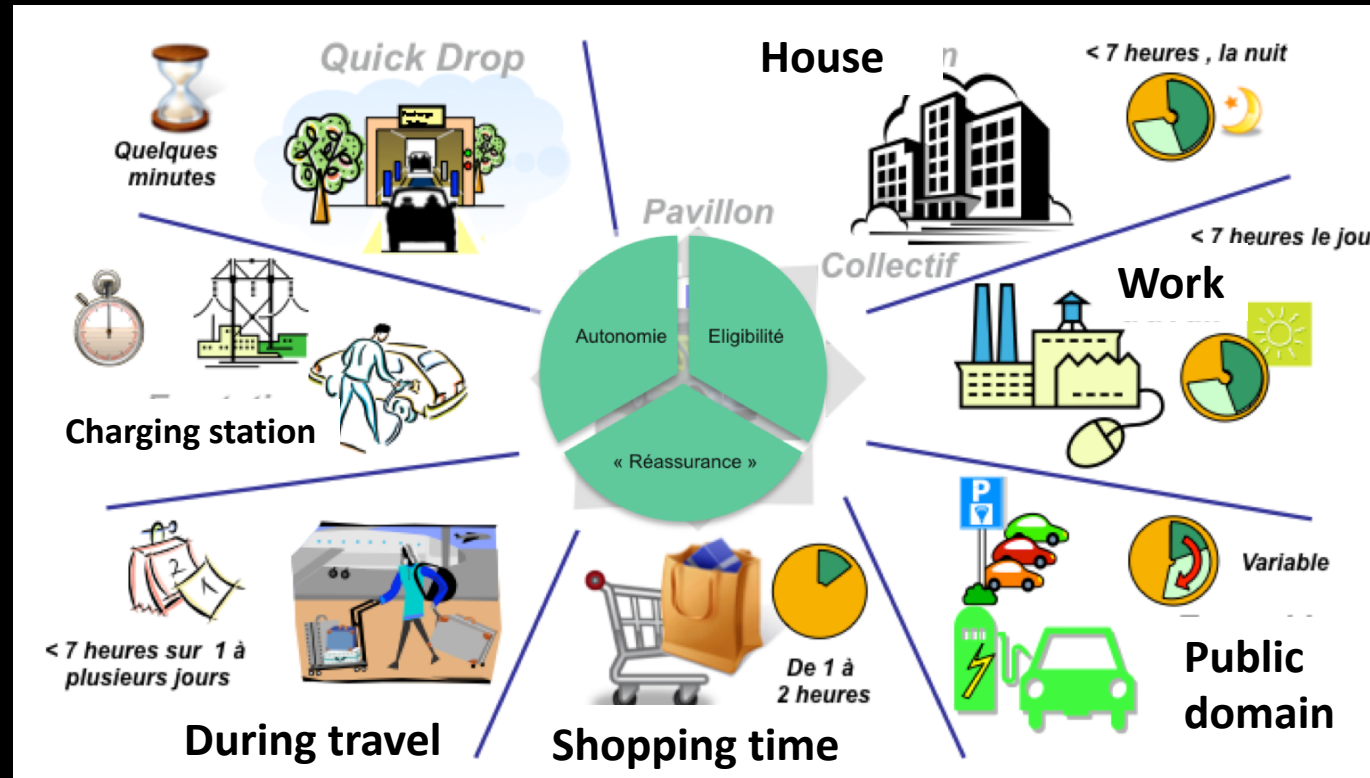 Quick Drop
House
< 7 heures , la nuit
Quelques
minutes
Pavillon
Collectif
< 7 heures le jou
Work
Autonomie
Eligibilité
« Réassurance »
Charging station
P
Variable
2
1
< 7 heures sur 1 à
plusieurs jours
De 1 à
2 heures
Public
domain
During travel
Shopping time